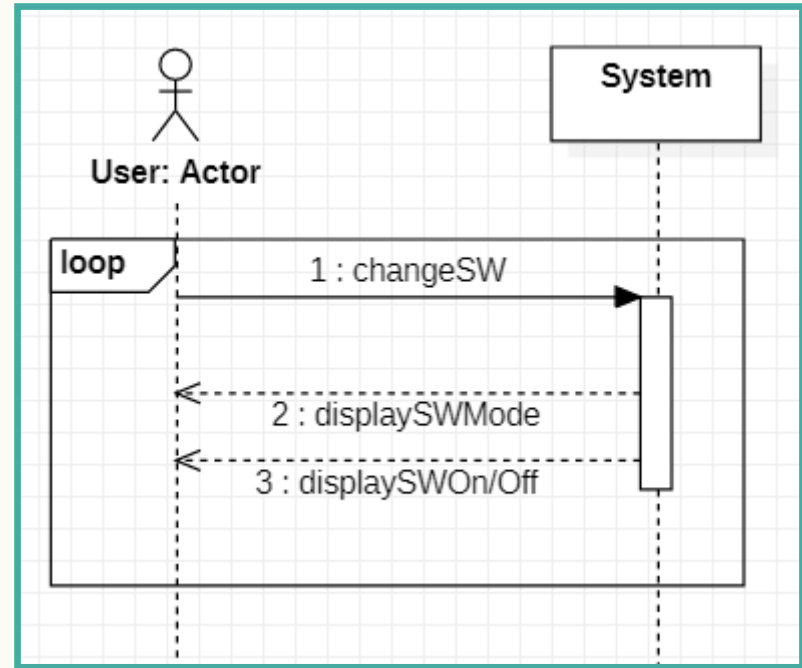 System
User: Actor
loop
1 : changeSW
2 : displaySWMode
3 : displaySWOn/Off